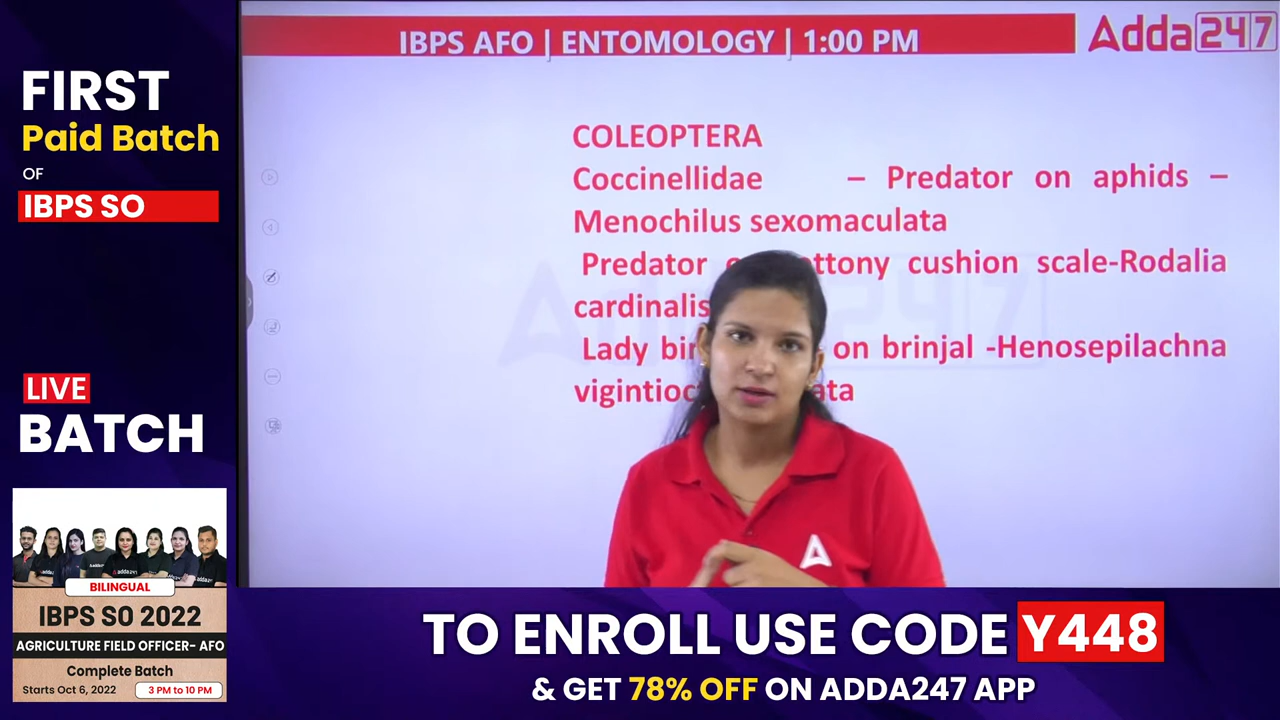 FIRST
Paid Batch
OF
IBPS SO
LIVE
BATCH
BILINGUAL
IBPS SO 2022
AGRICULTURE FIELD OFFICER- AFO
Complete Batch
Starts Oct 6, 2022
3 PM to 10 PM
IBPS AFO | ENTOMOLOGY | 1:00 PM
Adda247
COLEOPTERA
Coccinellidae – Predator on aphids –
Menochilus sexomaculata
Predator cushion scale-Rodalia
cardinalis
Lady on brinjal -Henosepilachna
TO ENROLL USE CODE Y448
& GET 78% OFF ON ADDA247 APP